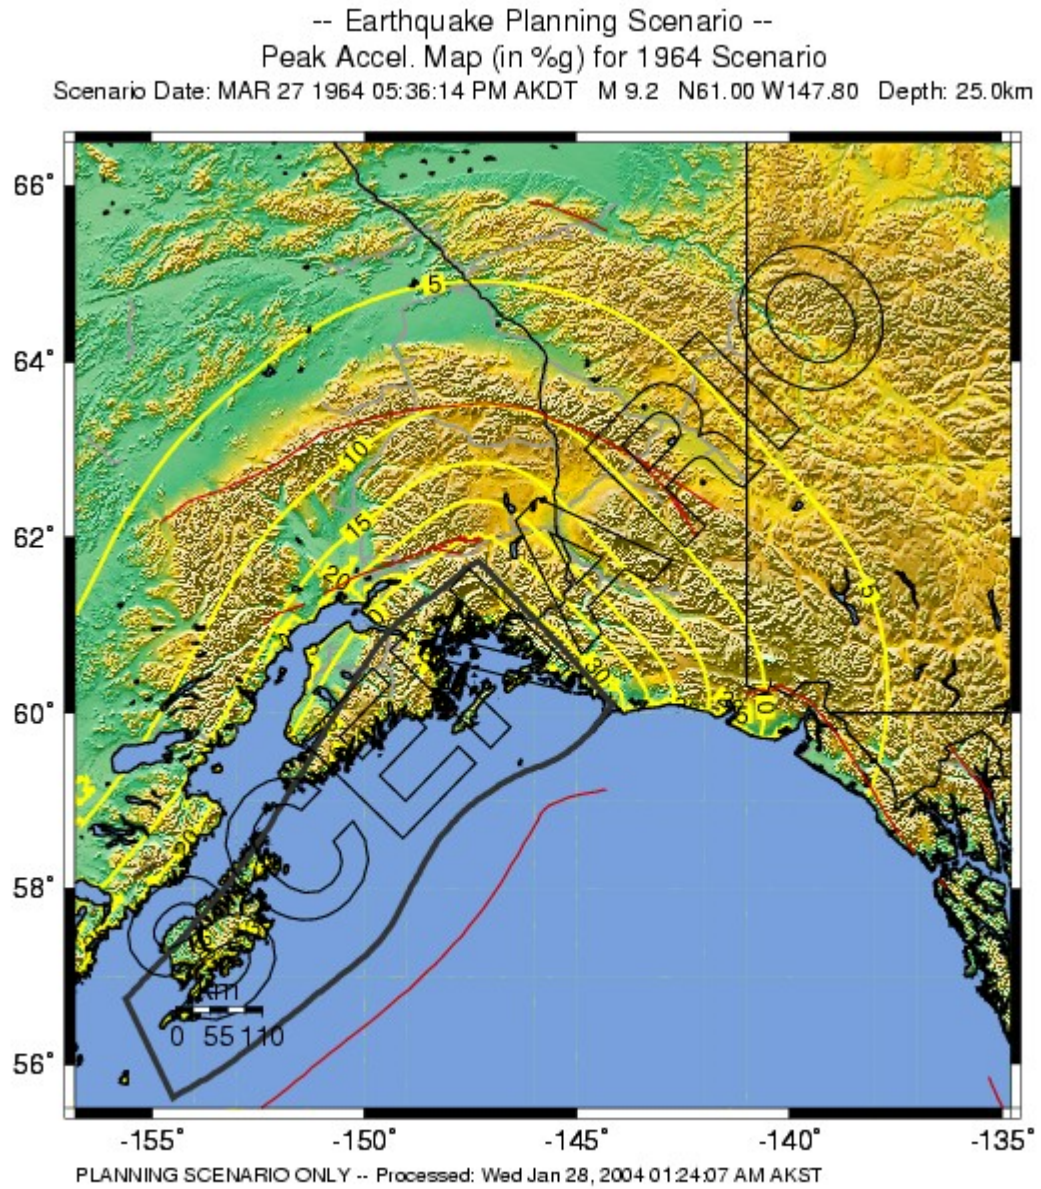 -- Earthquake Planning Scenario --
Peak Accel. Map (in %g) for 1964 Scenario
Scenario Date: MAR 27 1964 05:36:14 PM AKDT M 9.2 N61.00 W147.80 Depth: 25.0km
66°
5
64°
10
15
62°
20
5
30
60°
10
20
58°
km
0 55 110
56°
SCENARIO
-155° -150° -145° -140° -135°
PLANNING SCENARIO ONLY -- Processed: Wed Jan 28, 2004 01:24:07 AM AKST